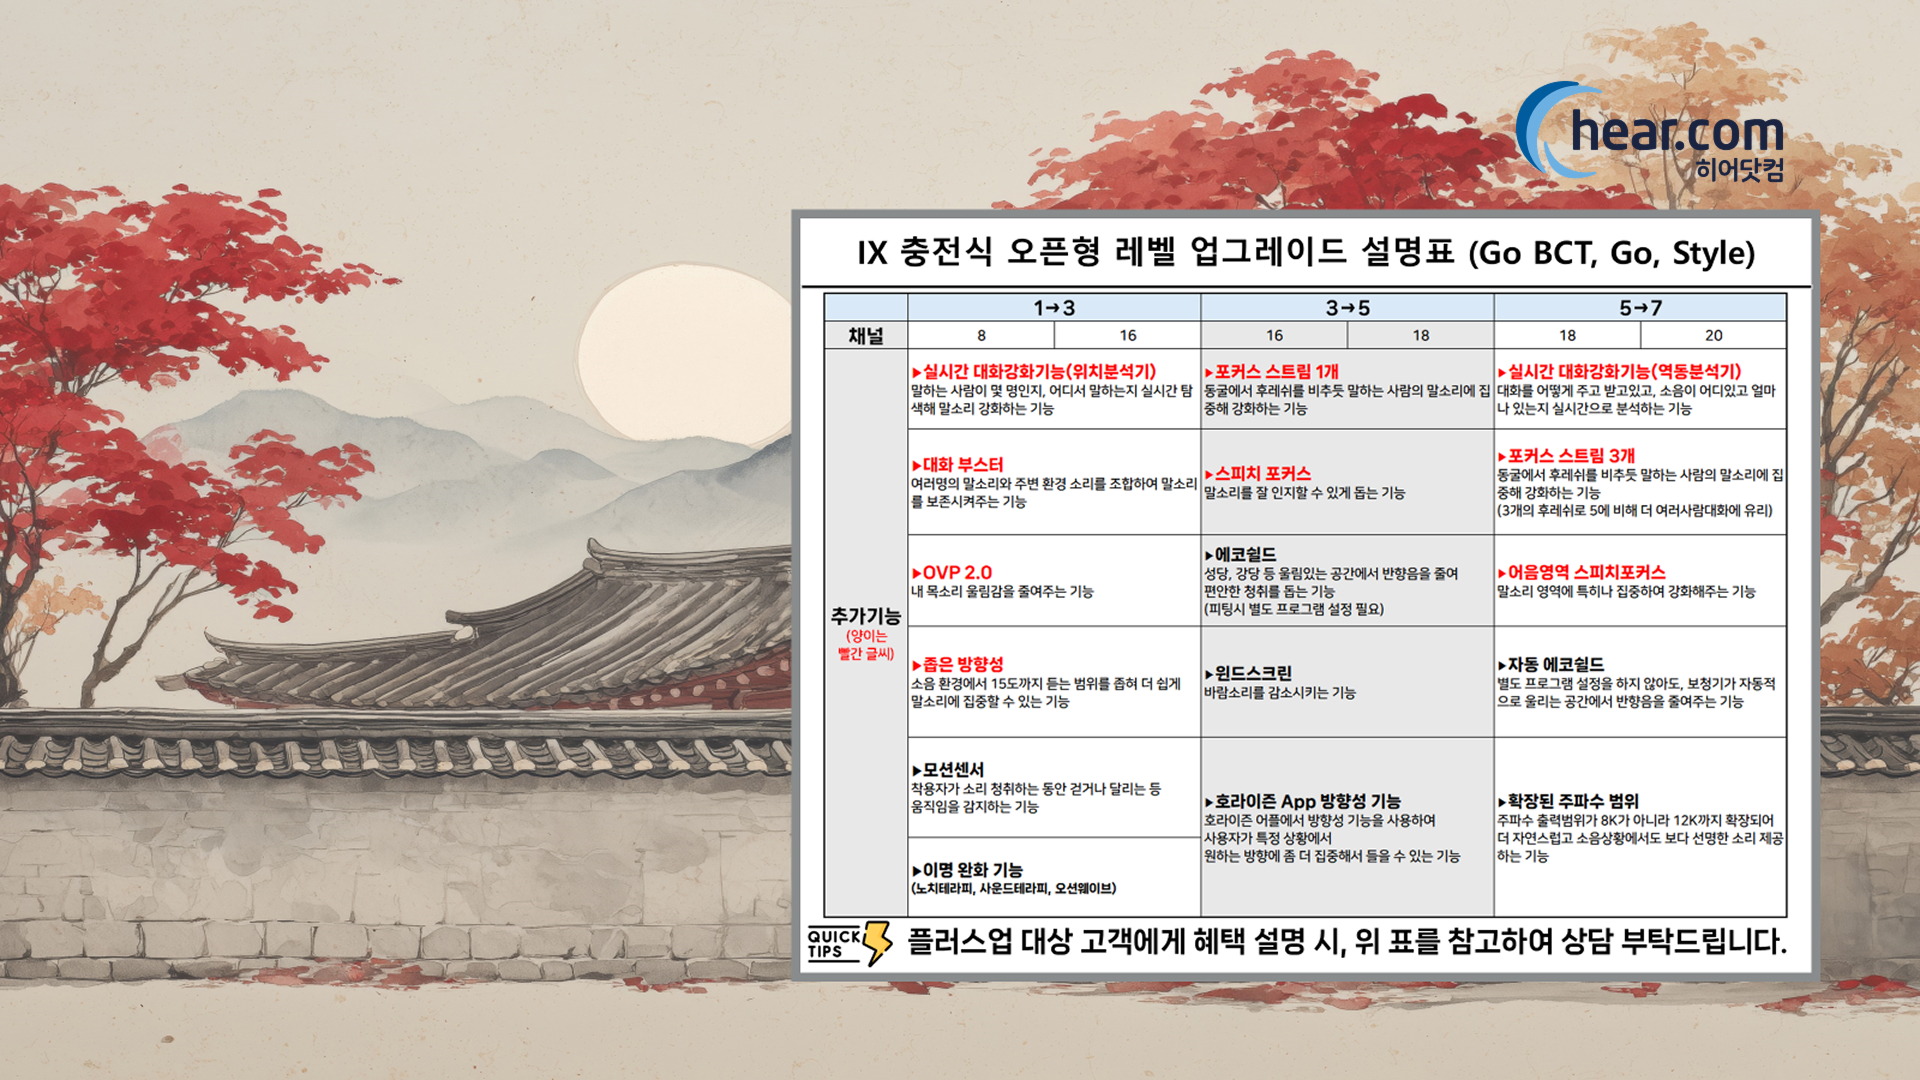 hear.com
히어닷컴
IX 충전식 오픈형 레벨 업그레이드 설명표 (Go BCT, Go, Style)
1→3 3→5 5→7
채널 8 16 16 18 18 20
추가기능
(양이는
빨간 글씨)
▶실시간 대화강화기능(위치분석기)
말하는 사람이 몇 명인지, 어디서 말하는지 실시간 탐
색해 말소리 강화하는 기능
▶포커스 스트림 1개
동굴에서 후레쉬를 비추듯 말하는 사람의 말소리에 집
중해 강화하는 기능
▶실시간 대화강화기능(역동분석기)
대화를 어떻게 주고 받고있고, 소음이 어디있고 얼마
나 있는지 실시간으로 분석하는 기능
▶대화 부스터
여러명의 말소리와 주변 환경 소리를 조합하여 말소리
를 보존시켜주는 기능
▶스피치 포커스
말소리를 잘 인지할 수 있게 돕는 기능
▶포커스 스트림 3개
동굴에서 후레쉬를 비추듯 말하는 사람의 말소리에 집
중해 강화하는 기능
(3개의 후레쉬로 5에 비해 더 여러사람대화에 유리)
▶OVP 2.0
내 목소리 울림감을 줄여주는 기능
▶에코쉴드
성당, 강당 등 울림있는 공간에서 반향음을 줄여
편안한 청취를 돕는 기능
(피팅시 별도 프로그램 설정 필요)
▶어음영역 스피치포커스
말소리 영역에 특히나 집중하여 강화해주는 기능
▶좁은 방향성
소음 환경에서 15도까지 듣는 범위를 좁혀 더 쉽게
말소리에 집중할 수 있는 기능
▶윈드스크린
바람소리를 감소시키는 기능
▶자동 에코쉴드
별도 프로그램 설정을 하지 않아도, 보청기가 자동적
으로 울리는 공간에서 반향음을 줄여주는 기능
▶모션센서
착용자가 소리 청취하는 동안 걷거나 달리는 등
움직임을 감지하는 기능
▶이명 완화 기능
(노치테라피, 사운드테라피, 오션웨이브)
▶호라이즌 App 방향성 기능
호라이즌 어플에서 방향성 기능을 사용하여
사용자가 특정 상황에서
원하는 방향에 좀 더 집중해서 들을 수 있는 기능
▶확장된 주파수 범위
주파수 출력범위가 8K가 아니라 12K까지 확장되어
더 자연스럽고 소음상황에서도 보다 선명한 소리 제공
하는 기능
QUICK
TIPS
플러스업 대상 고객에게 혜택 설명 시, 위 표를 참고하여 상담 부탁드립니다.